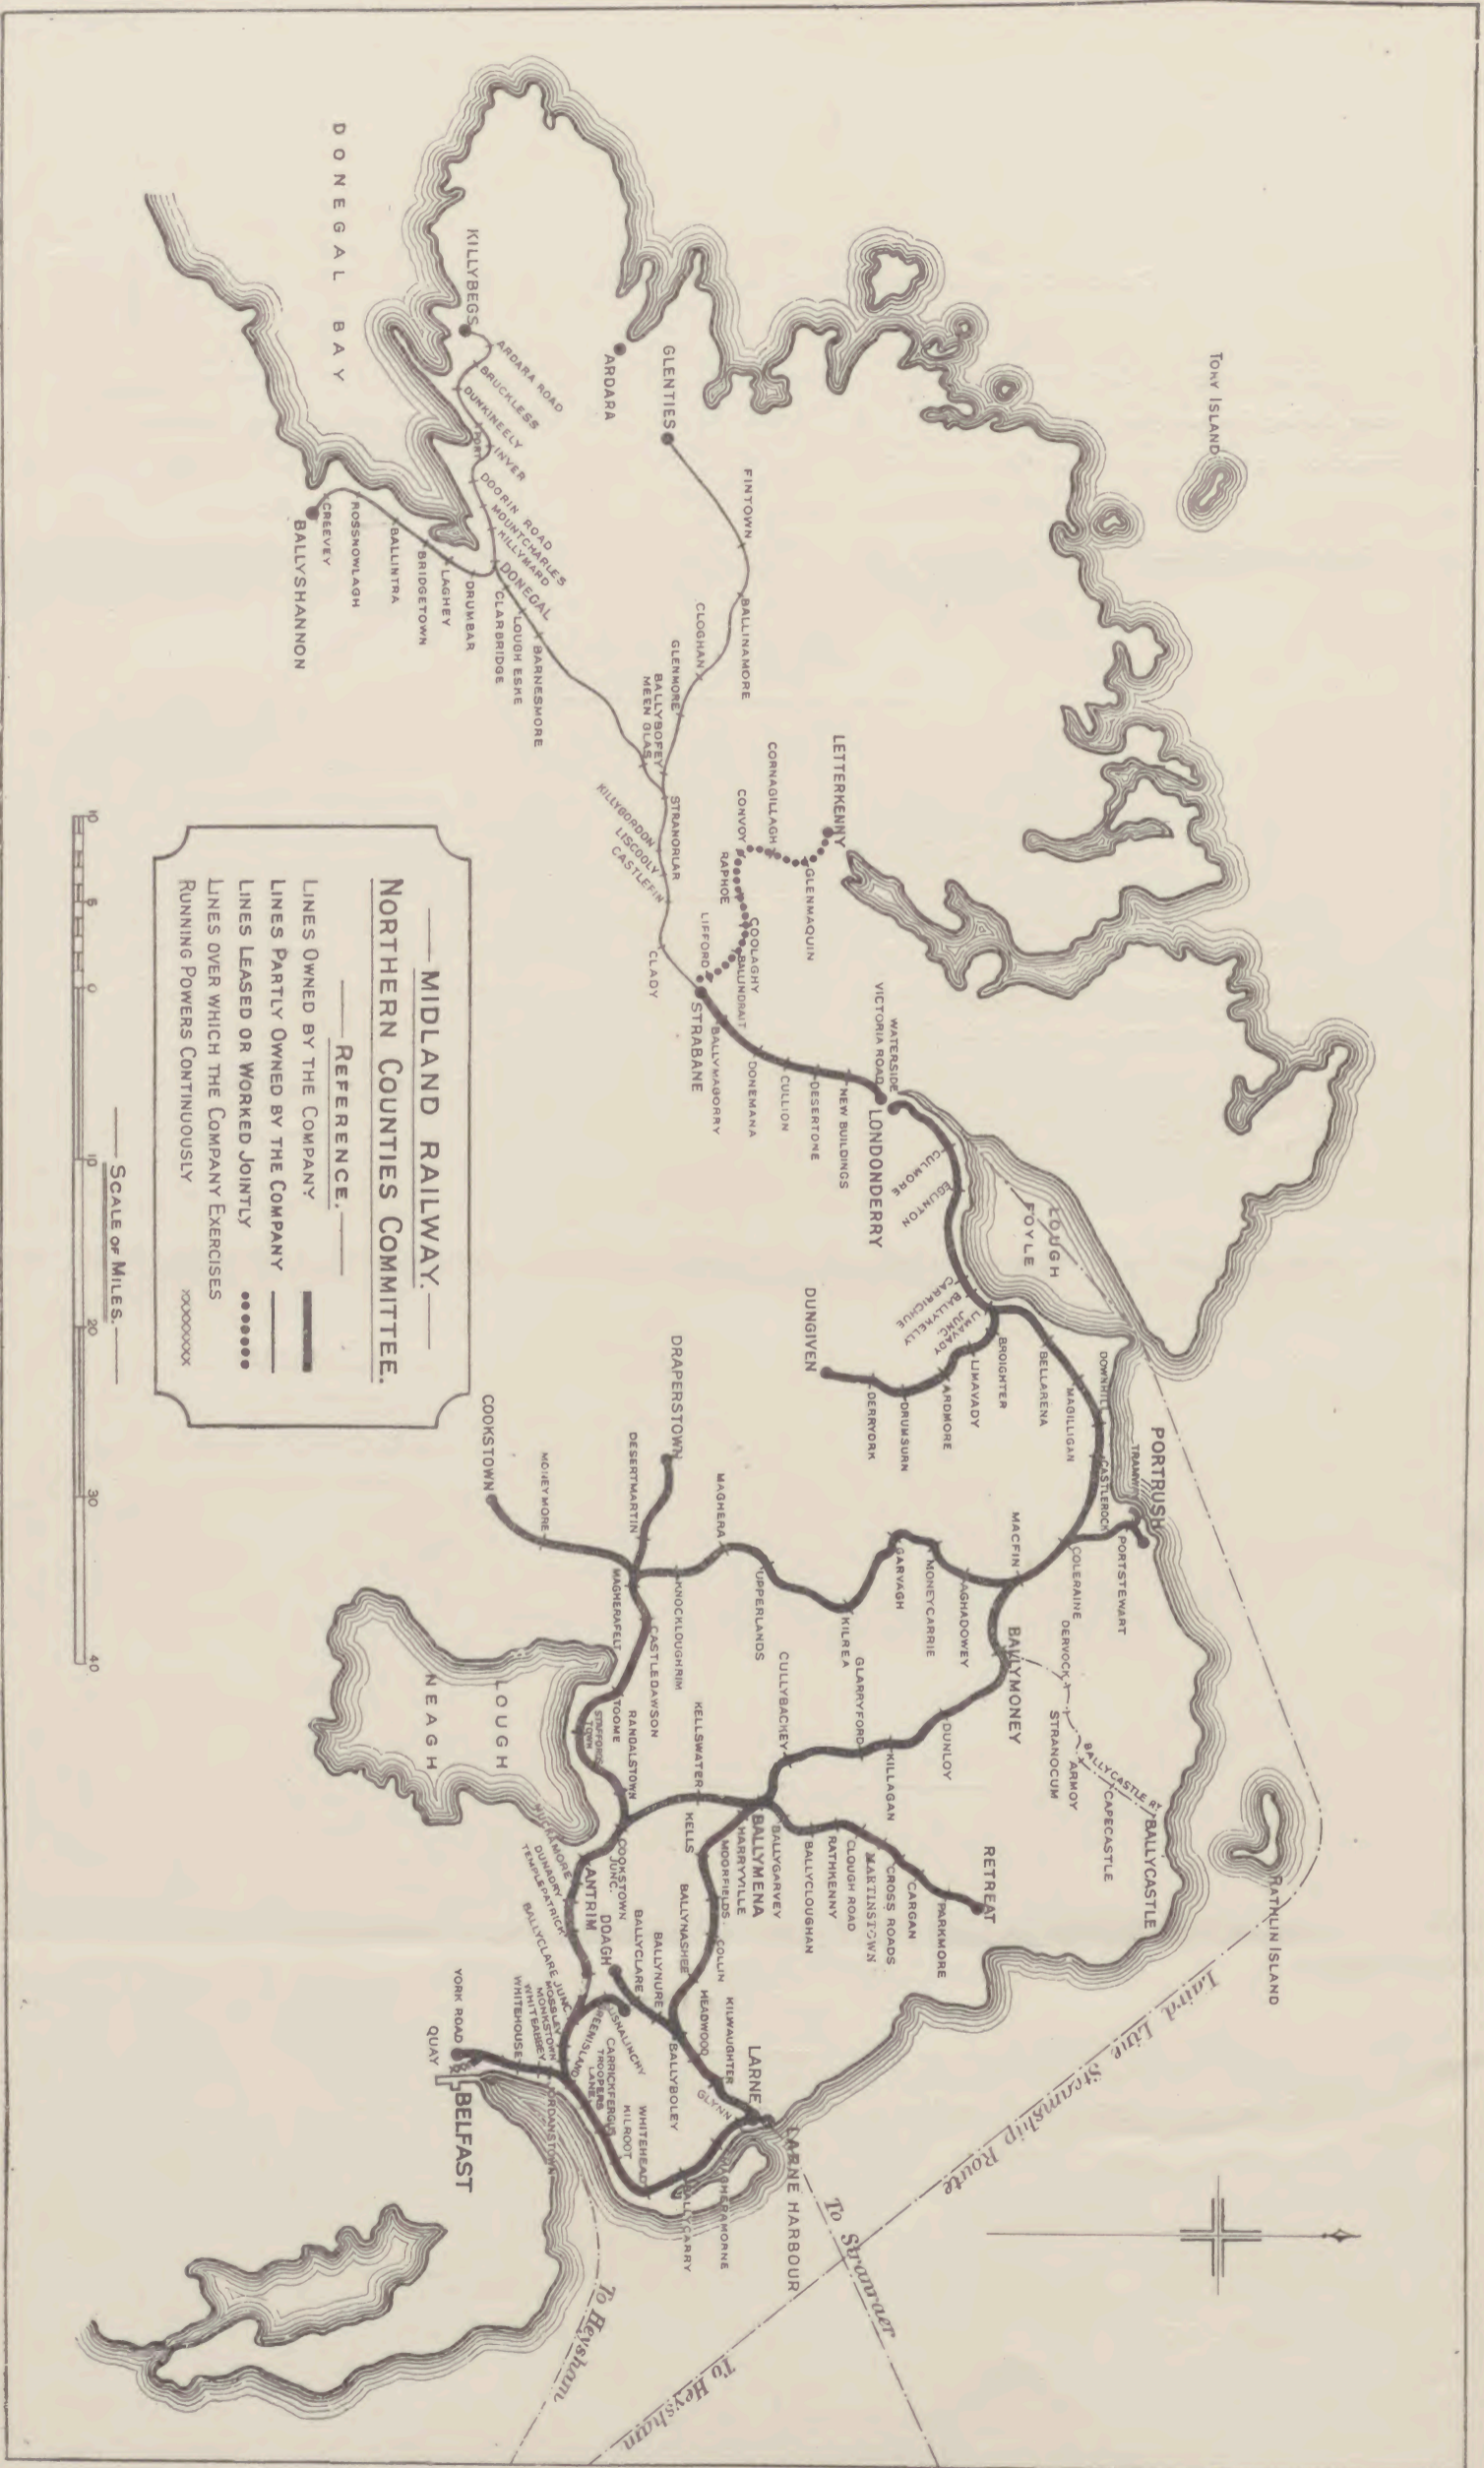 TORY ISLAND
RATHLIN ISLAND
DONEGAL BAY
LOUGH
FOYLE
LOUGH
NEAGH
KILLYBEGS
ARDARA ROAD
BRUCKLESS
DUNKINEELY
PORT
INVER
DOORIN ROAD
MOUNTCHARLES
KILLYMARD
DONEGAL
CLARBRIDGE
LOUGH ESKE
BARNESMORE
DRUMBAR
LAGHEY
BRIDGETOWN
BALLINTRA
ROSSNOWLAGH
CREEVEY
BALLYSHANNON
ARDARA
GLENTIES
FINTOWN
BALLINAMORE
CLOGHAN
GLENMORE
BALLYBOFEY
MEEN GLAS
STRANORLAR
KILLYGORDON
LISCOOLY
CASTLEFIN
CLADY
LETTERKENNY
GLENMAQUIN
CORNAGILLAGH
CONVOY
RAPHOE
COOLAGHY
BALLINDRAIT
LIFFORD
STRABANE
BALLYMAGORRY
DONEMANA
CULLION
DESERTONE
NEW BUILDINGS
VICTORIA ROAD
WATERSIDE
LONDONDERRY
CULMORE
EGLINTON
CARRICHUE
BALLYKELLY
LIMAVADY
JUNC.
BROIGHTER
LIMAVADY
ARDMORE
DRUMSURN
DERRYORK
DUNGIVEN
BELLARENA
MAGILLIGAN
DOWNHILL
CASTLEROCK
PORTRUSH
TRAMWAY
PORTSTEWART
COLERAINE
MACFIN
AGHADOWEY
MONEYCARRIE
GARVAGH
KILREA
UPPERLANDS
MAGHERA
KNOCKLOUGHRIM
DRAPERSTOWN
DESERTMARTIN
MAGHERAFELT
MONEYMORE
COOKSTOWN
CASTLEDAWSON
TOOME
STAFFORDS
TOWN
RANDALSTOWN
COOKSTOWN
JUNC.
BALLYMONEY
DERVOCK
STRANOCUM
ARMOY
CAPECASTLE
BALLYCASTLE RY
BALLYCASTLE
DUNLOY
KILLAGAN
GLARRYFORD
CULLYBACKEY
BALLYMENA
KELLSWATER
HARRYVILLE
BALLYGARVEY
BALLYCLOUGHAN
RATHKENNY
CLOUGH ROAD
MARTINSTOWN
CROSS ROADS
CARGAN
PARKMORE
RETREAT
KELLS
MOORFIELDS
COLLIN
BALLYNASHEE
BALLYNURE
BALLYCLARE
DOAGH
HEADWOOD
KILWAUGHTER
BALLYBOLEY
LARNE
LARNE HARBOUR
GLYNN
MAGHERAMORNE
BALLYCARRY
WHITEHEAD
KILROOT
CARRICKFERGUS
TROOPERS
LANE
GREENISLAND
JORDANSTOWN
ANTRIM
MUCKAMORE
DUNADRY
TEMPLEPATRICK
BALLYCLARE JUNC.
MOSSLEY
MONKSTOWN
WHITEABBEY
WHITEHOUSE
YORK ROAD
QUAY
BELFAST
Laird Line Steamship Route
To Stranraer
To Heysham
To Heysham
MIDLAND RAILWAY.
NORTHERN COUNTIES COMMITTEE.
REFERENCE.
LINES OWNED BY THE COMPANY
LINES PARTLY OWNED BY THE COMPANY
LINES LEASED OR WORKED JOINTLY
LINES OVER WHICH THE COMPANY EXERCISES
RUNNING POWERS CONTINUOUSLY
SCALE OF MILES.
10 5 0 10 20 30 40